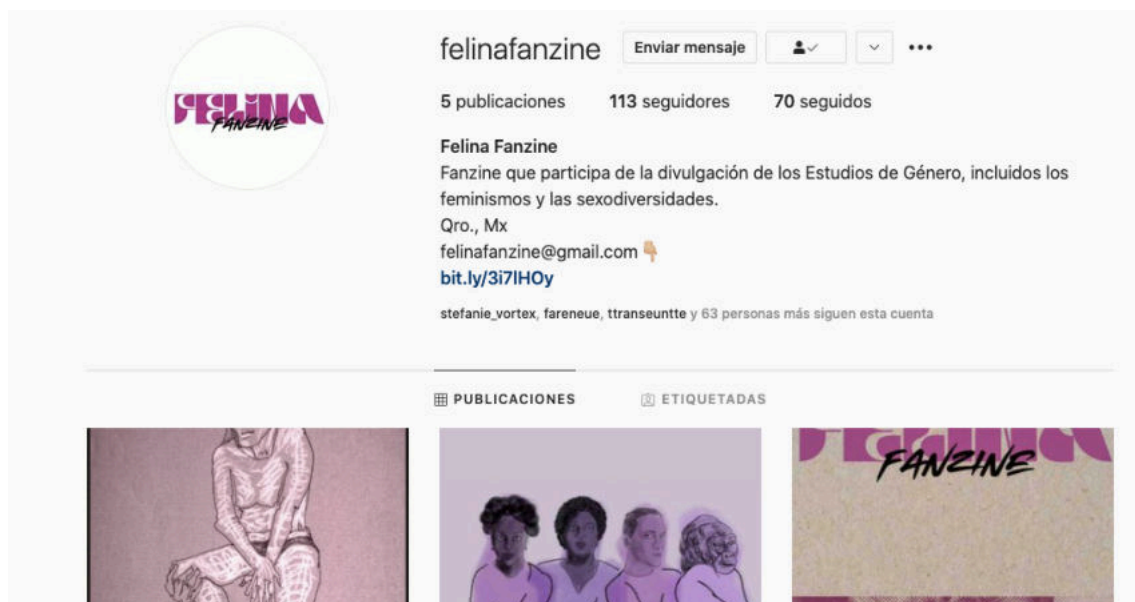 FELINA
FANZINE
felinafanzine Enviar mensaje
5 publicaciones 113 seguidores 70 seguidos
Felina Fanzine
Fanzine que participa de la divulgación de los Estudios de Género, incluidos los
feminismos y las sexodiversidades.
Qro., Mx
felinafanzine@gmail.com
bit.ly/3i7lHOy
stefanie_vortex, fareneue, ttranseuntte y 63 personas más siguen esta cuenta
PUBLICACIONES ETIQUETADAS
FELINA
FANZINE